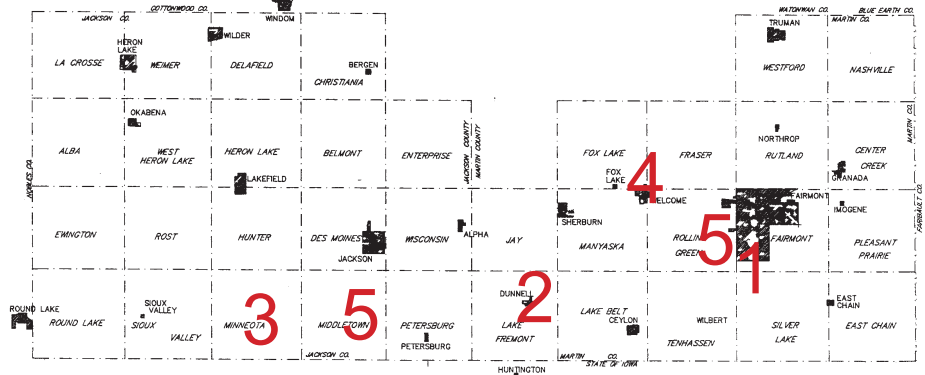 JACKSON CO.
COTTONWOOD CO.
WINDOM
WATONWAN CO.
MARTIN CO.
BLUE EARTH CO.
TRUMAN
HERON
LAKE
WILDER
LA CROSSE
WEIMER
DELAFIELD
BERGEN
CHRISTIANIA
WESTFORD
NASHVILLE
OKABENA
NORTHROP
JACKSON COUNTY
MARTIN COUNTY
MARTIN CO.
ALBA
WEST
HERON LAKE
HERON LAKE
BELMONT
ENTERPRISE
FOX LAKE
FRASER
RUTLAND
CENTER
CREEK
NOBLES CO.
LAKEFIELD
FOX
LAKE
4
WELCOME
GRANADA
FAIRMONT
IMOGENE
FARIBAULT CO.
SHERBURN
EWINGTON
ROST
HUNTER
DES MOINES
WISCONSIN
ALPHA
JAY
MANYASKA
ROLLING
GREEN
5
FAIRMONT
PLEASANT
PRAIRIE
JACKSON
1
ROUND LAKE
ROUND LAKE
SIOUX
VALLEY
SIOUX
VALLEY
MINNEOTA
3
MIDDLETOWN
5
PETERSBURG
PETERSBURG
DUNNELL
2
LAKE
FREMONT
LAKE BELT
CEYLON
WILBERT
TENHASSEN
SILVER
LAKE
EAST
CHAIN
EAST CHAIN
JACKSON CO.
MARTIN CO.
STATE OF IOWA
HUNTINGTON